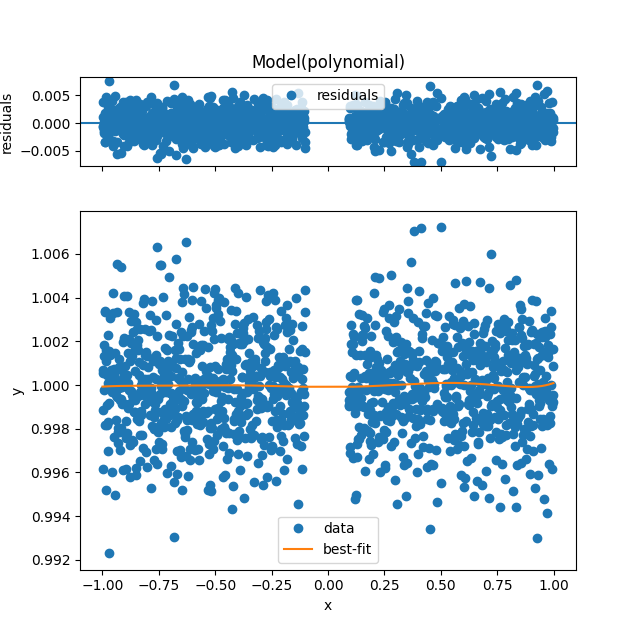 Model(polynomial)
residuals
0.005
0.000
−0.005
residuals
y
1.006
1.004
1.002
1.000
0.998
0.996
0.994
0.992
data
best-fit
−1.00 −0.75 −0.50 −0.25 0.00 0.25 0.50 0.75 1.00
x